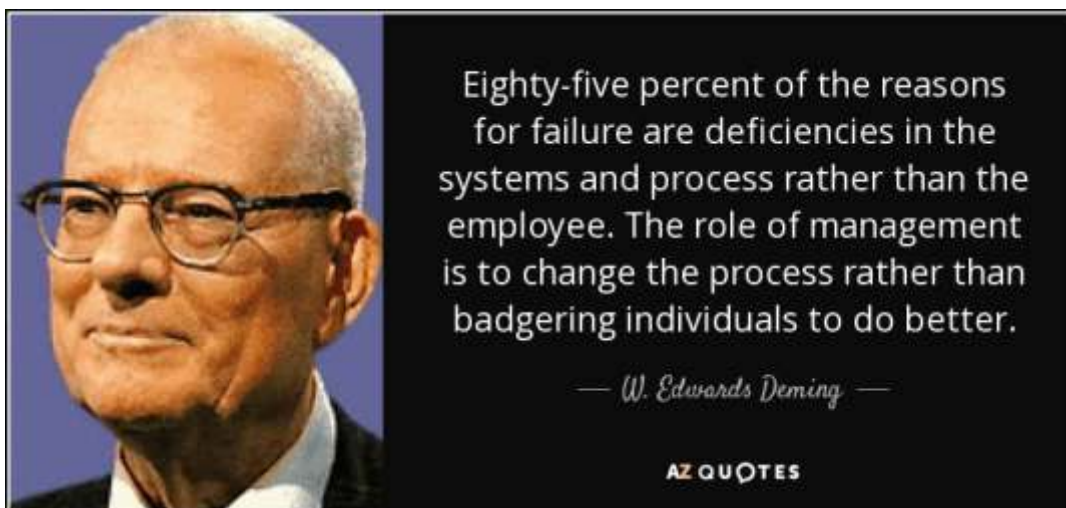 Eighty-five percent of the reasons
for failure are deficiencies in the
systems and process rather than the
employee. The role of management
is to change the process rather than
badgering individuals to do better.
— W. Edwards Deming —
AZ QUOTES